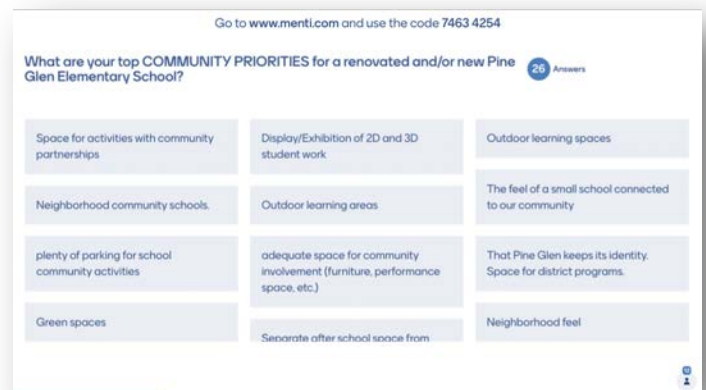 Go to www.menti.com and use the code 7463 4254
What are your top COMMUNITY PRIORITIES for a renovated and/or new Pine
Glen Elementary School?
26 Answers
Space for activities with community
partnerships
Neighborhood community schools.
plenty of parking for school
community activities
Green spaces
Display/Exhibition of 2D and 3D
student work
Outdoor learning areas
adequate space for community
involvement (furniture, performance
space, etc.)
Separate after school space from
Outdoor learning spaces
The feel of a small school connected
to our community
That Pine Glen keeps its identity.
Space for district programs.
Neighborhood feel